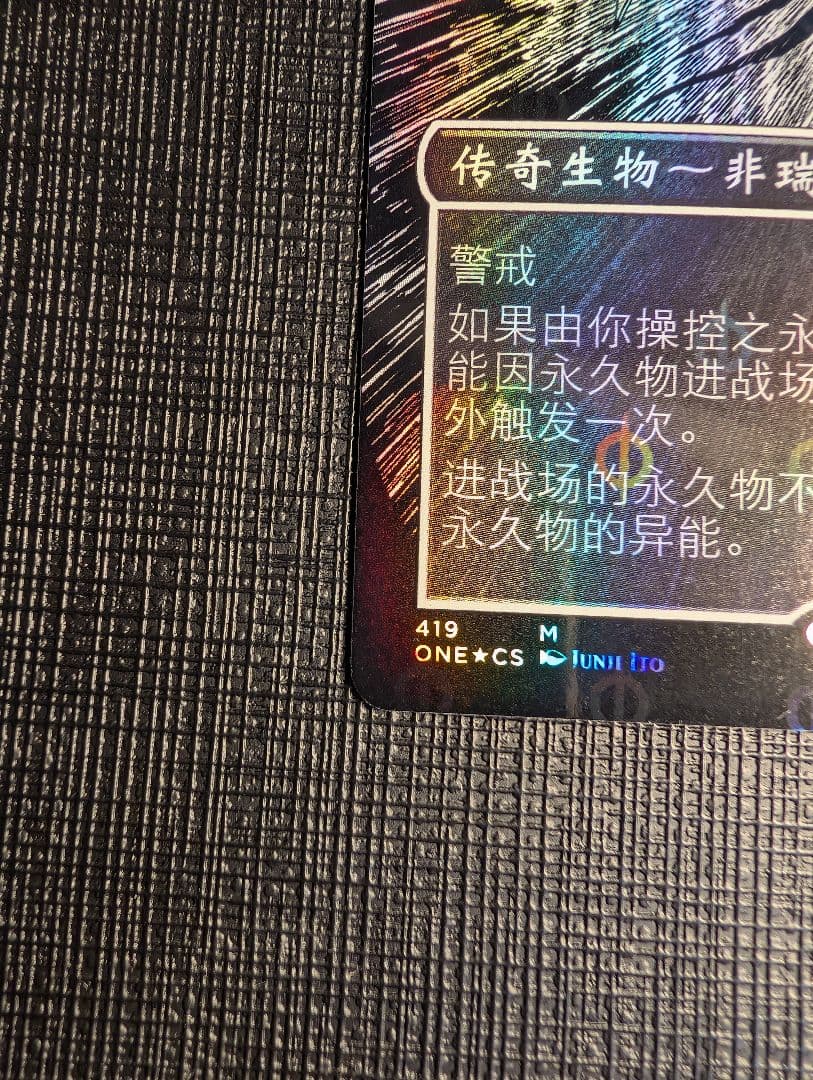 传奇生物～非瑞
警戒
如果由你操控之永
能因永久物进战场
外触发一次。
进战场的永久物不
永久物的异能。
419 M
ONE★CS JUNJI ITO